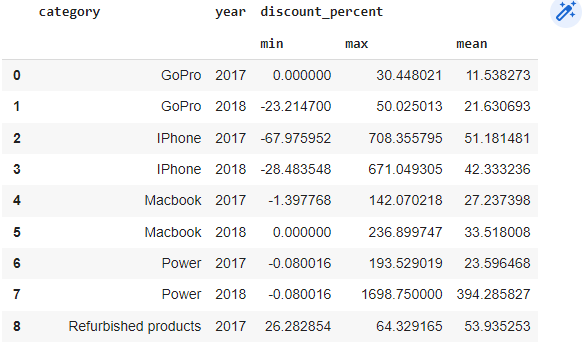 category year discount_percent
min max mean
0 GoPro 2017 0.000000 30.448021 11.538273
1 GoPro 2018 -23.214700 50.025013 21.630693
2 IPhone 2017 -67.975952 708.355795 51.181481
3 IPhone 2018 -28.483548 671.049305 42.333236
4 Macbook 2017 -1.397768 142.070218 27.237398
5 Macbook 2018 0.000000 236.899747 33.518008
6 Power 2017 -0.080016 193.529019 23.596468
7 Power 2018 -0.080016 1698.750000 394.285827
8 Refurbished products 2017 26.282854 64.329165 53.935253